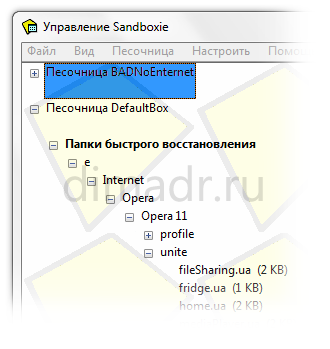 Управление Sandboxie
Файл Вид Песочница Настроить
Песочница BADNoEnternet
Песочница DefaultBox
Папки быстрого восстановления
e
Internet
dimadr.ru
Opera
Opera 11
profile
unite
fileSharing.ua (2 KB)
fridge.ua (1 KB)
home.ua (2 KB)